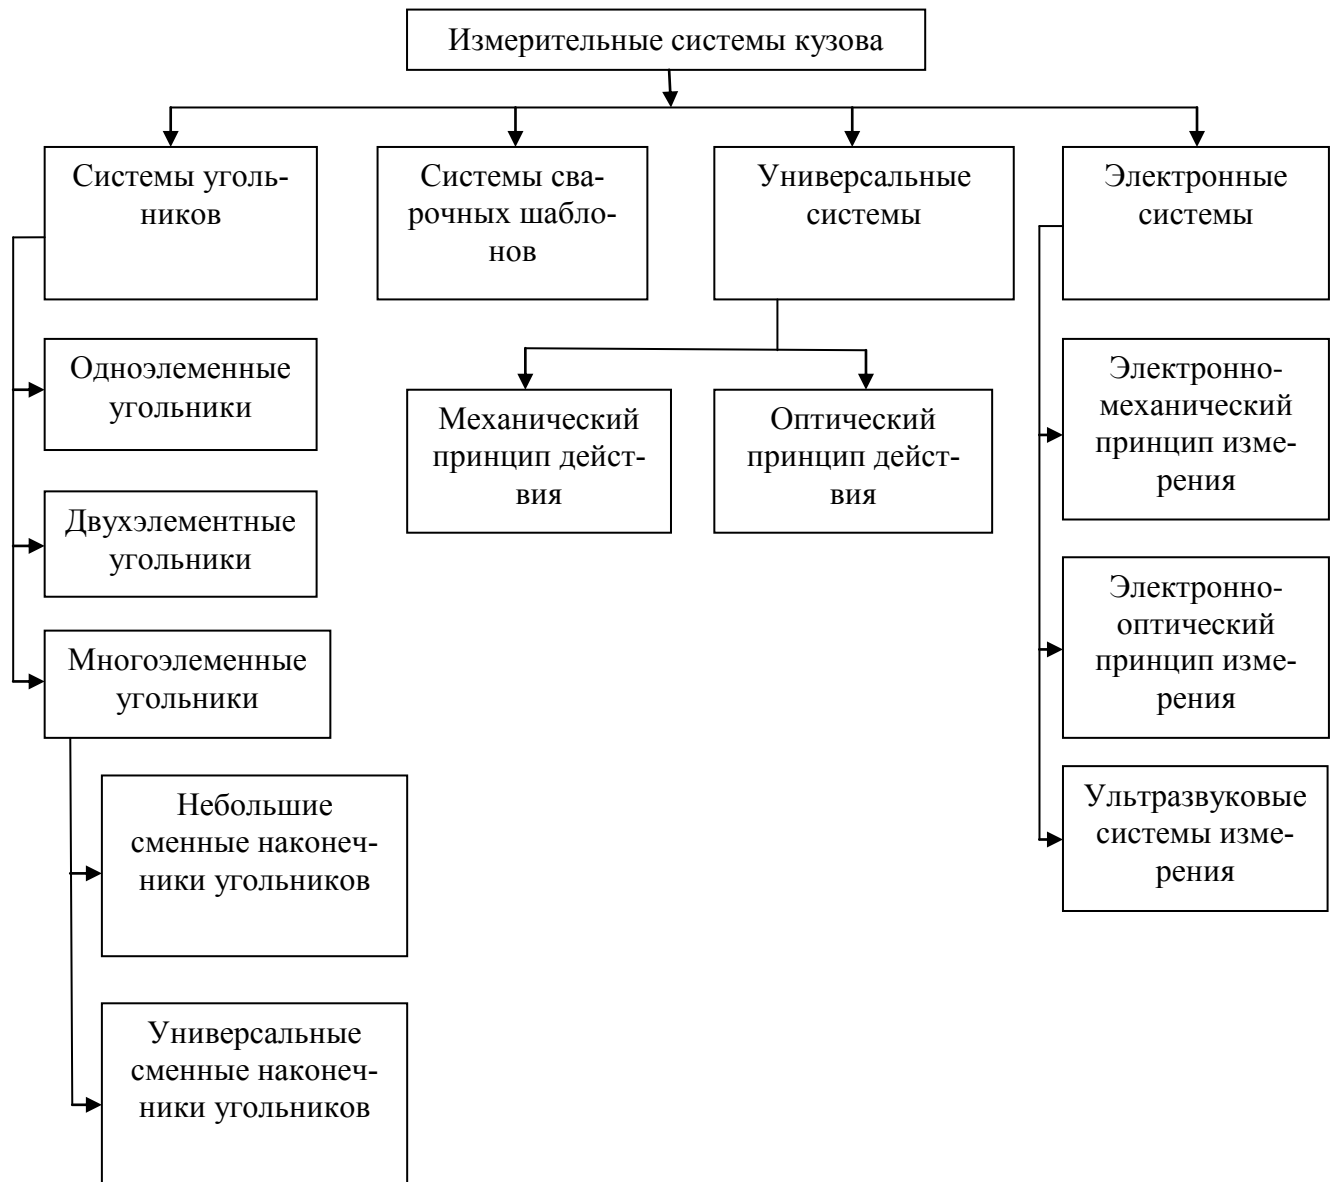 Измерительные системы кузова
Системы уголь-
ников
Системы сва-
рочных шабло-
нов
Универсальные
системы
Электронные
системы
Одноэлеменные
угольники
Двухэлементные
угольники
Многоэлеменные
угольники
Небольшие
сменные наконеч-
ники угольников
Универсальные
сменные наконеч-
ники угольников
Механический
принцип дейст-
вия
Оптический
принцип дейст-
вия
Электронно-
механический
принцип изме-
рения
Электронно-
оптический
принцип изме-
рения
Ультразвуковые
системы изме-
рения